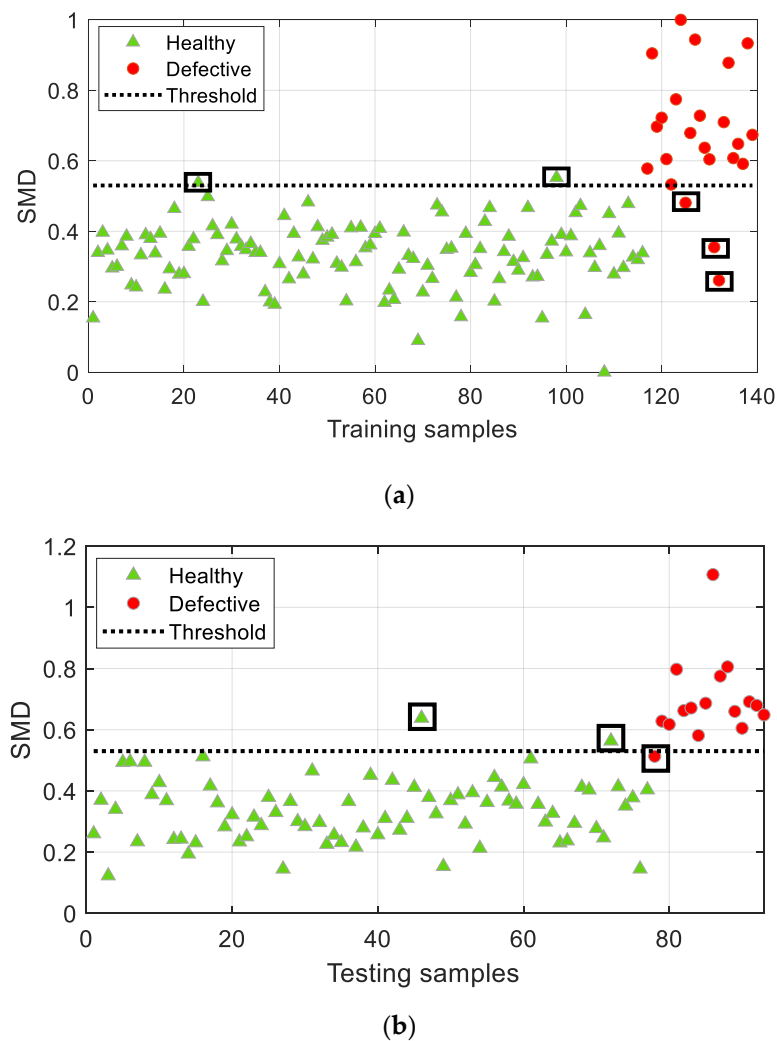 1
0.8
0.6
0.4
0.2
0
SMD
Healthy
Defective
Threshold
0 20 40 60 80 100 120 140
Training samples
(a)
1.2
1
0.8
0.6
0.4
0.2
0
SMD
Healthy
Defective
Threshold
0 20 40 60 80
Testing samples
(b)